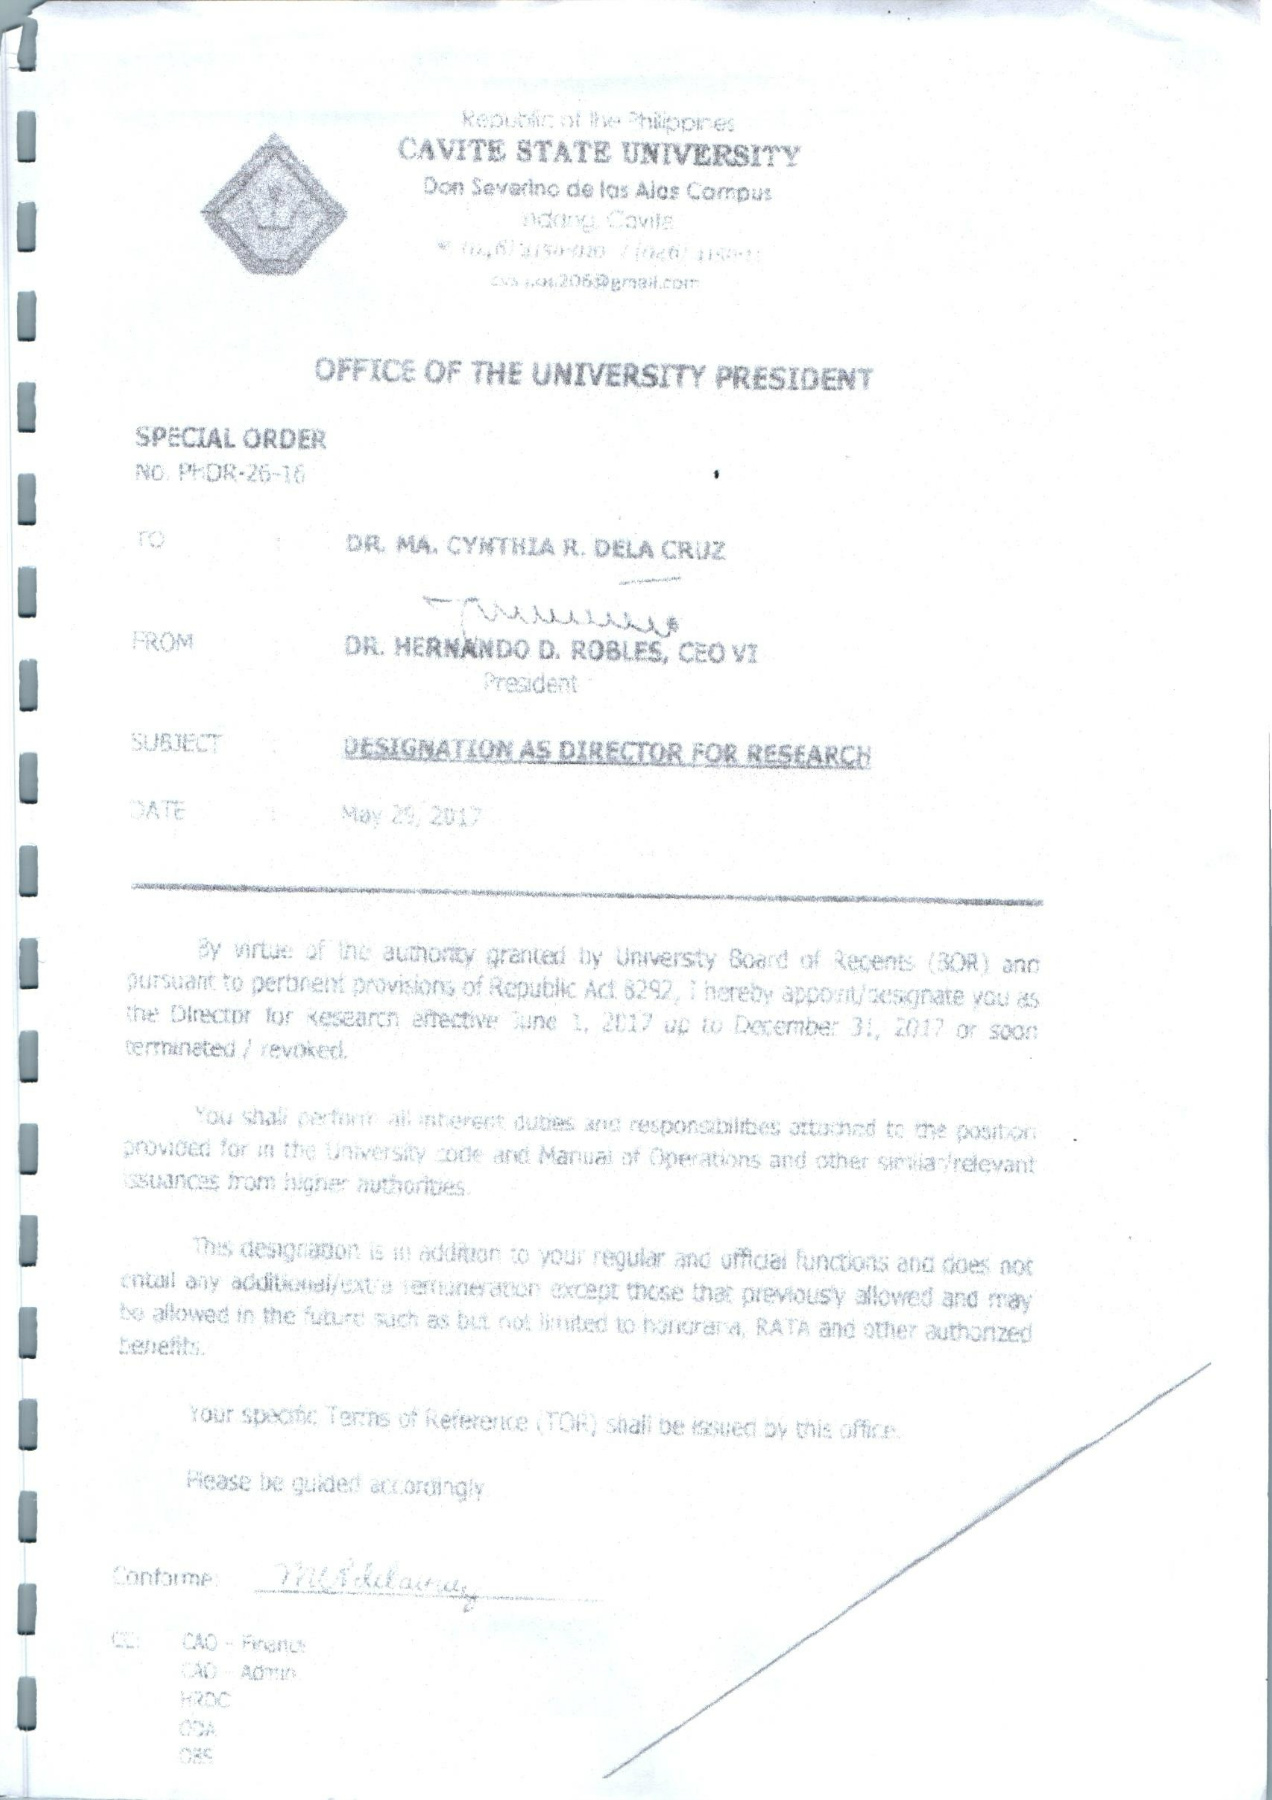 Republic of the Philippines
CAVITE STATE UNIVERSITY
Don Severino de las Alas Campus
Indang, Cavite
OFFICE OF THE UNIVERSITY PRESIDENT
SPECIAL ORDER
No. PHDR-26-16
TO : DR. MA. CYNTHIA R. DELA CRUZ
FROM : DR. HERNANDO D. ROBLES, CEO VI
President
SUBJECT : DESIGNATION AS DIRECTOR FOR RESEARCH
DATE : May 29, 2017
By virtue of the authority granted by University Board of Recents (BOR) and
pursuant to pertinent provisions of Republic Act 8292, I hereby appoint/designate you as
the Director for Research effective June 1, 2017 up to December 31, 2017 or soon
terminated / revoked.
You shall perform all inherent duties and responsibilities attached to the position
provided for in the University code and Manual of Operations and other similar/relevant
issuances from higher authorities.
This designation is in addition to your regular and official functions and does not
entail any additional/extra remuneration except those that previously allowed and may
be allowed in the future such as but not limited to honoraria, RATA and other authorized
benefits.
Your specific Terms of Reference (TOR) shall be issued by this office.
Please be guided accordingly.
Conforme:
CC: CAO - Finance
CAO - Admin
HRDC
ODA
OBS